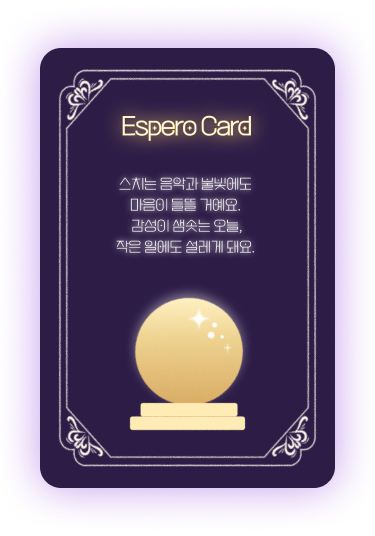 Espero Card
스치는 음악과 불빛에도
마음이 들뜰 거예요.
감성이 샘솟는 오늘,
작은 일에도 설레게 돼요.